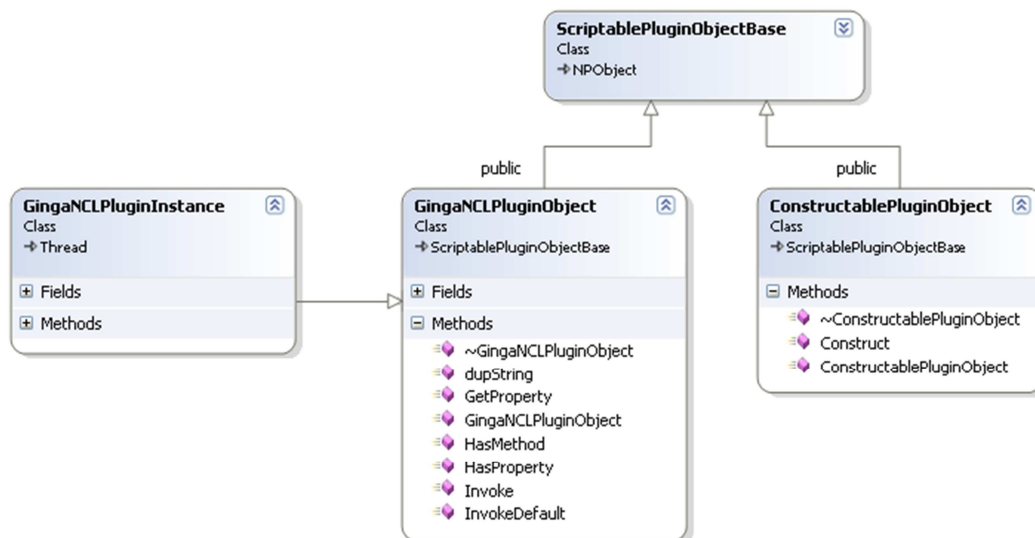 ScriptablePluginObjectBase
Class
NPObject
public
public
GingaNCLPluginInstance
Class
Thread
Fields
Methods
GingaNCLPluginObject
Class
ScriptablePluginObjectBase
Fields
Methods
~GingaNCLPluginObject
dupString
GetProperty
GingaNCLPluginObject
HasMethod
HasProperty
Invoke
InvokeDefault
ConstructablePluginObject
Class
ScriptablePluginObjectBase
Methods
~ConstructablePluginObject
Construct
ConstructablePluginObject